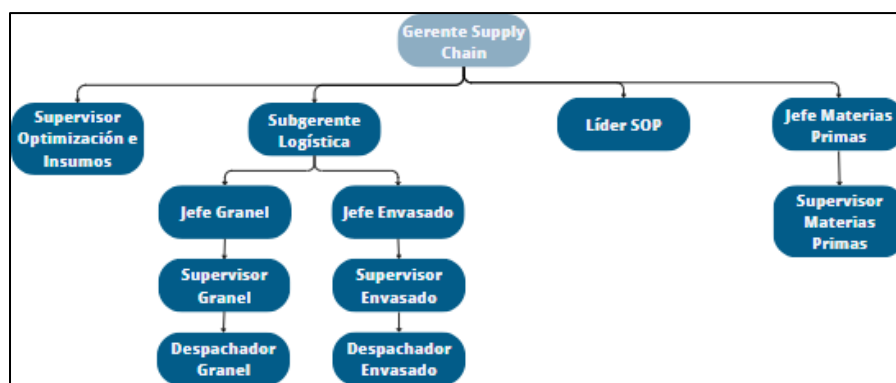 Gerente Supply
Chain
Supervisor
Optimización e
Insumos
Subgerente
Logística
Líder SOP
Jefe Materias
Primas
Jefe Granel
Jefe Envasado
Supervisor
Materias
Primas
Supervisor
Granel
Supervisor
Envasado
Despachador
Granel
Despachador
Envasado